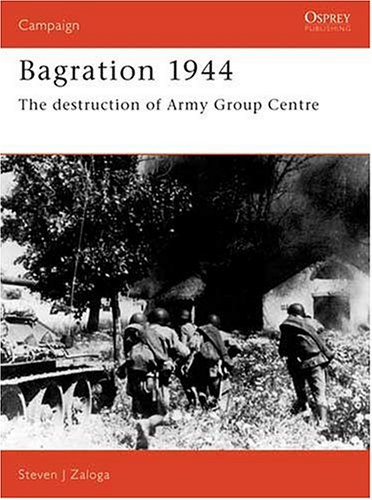 Campaign
OSPREY
PUBLISHING
Bagration 1944
The destruction of Army Group Centre
Steven J Zaloga